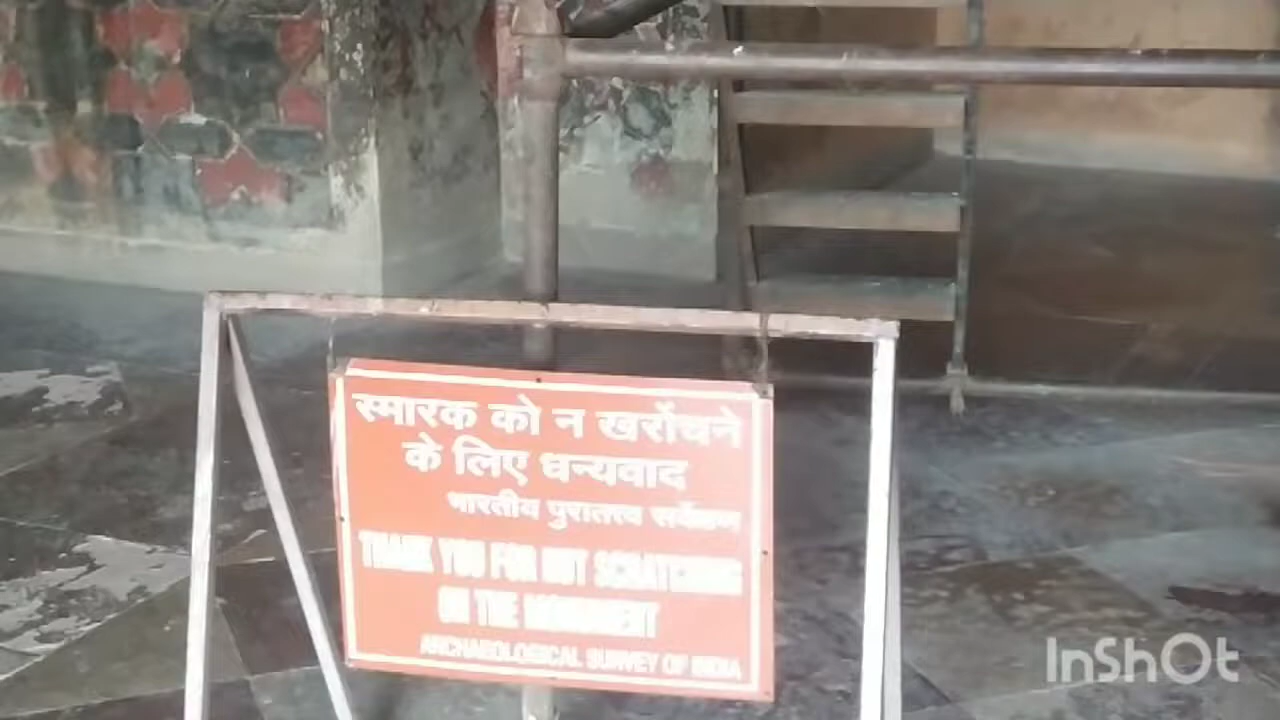 स्मारक को न खरोंचने
के लिए धन्यवाद
भारतीय पुरातत्व सर्वेक्षण
THANK YOU FOR NOT SCRATCHING
ON THE MONUMENT
ARCHAEOLOGICAL SURVEY OF INDIA
InShOt